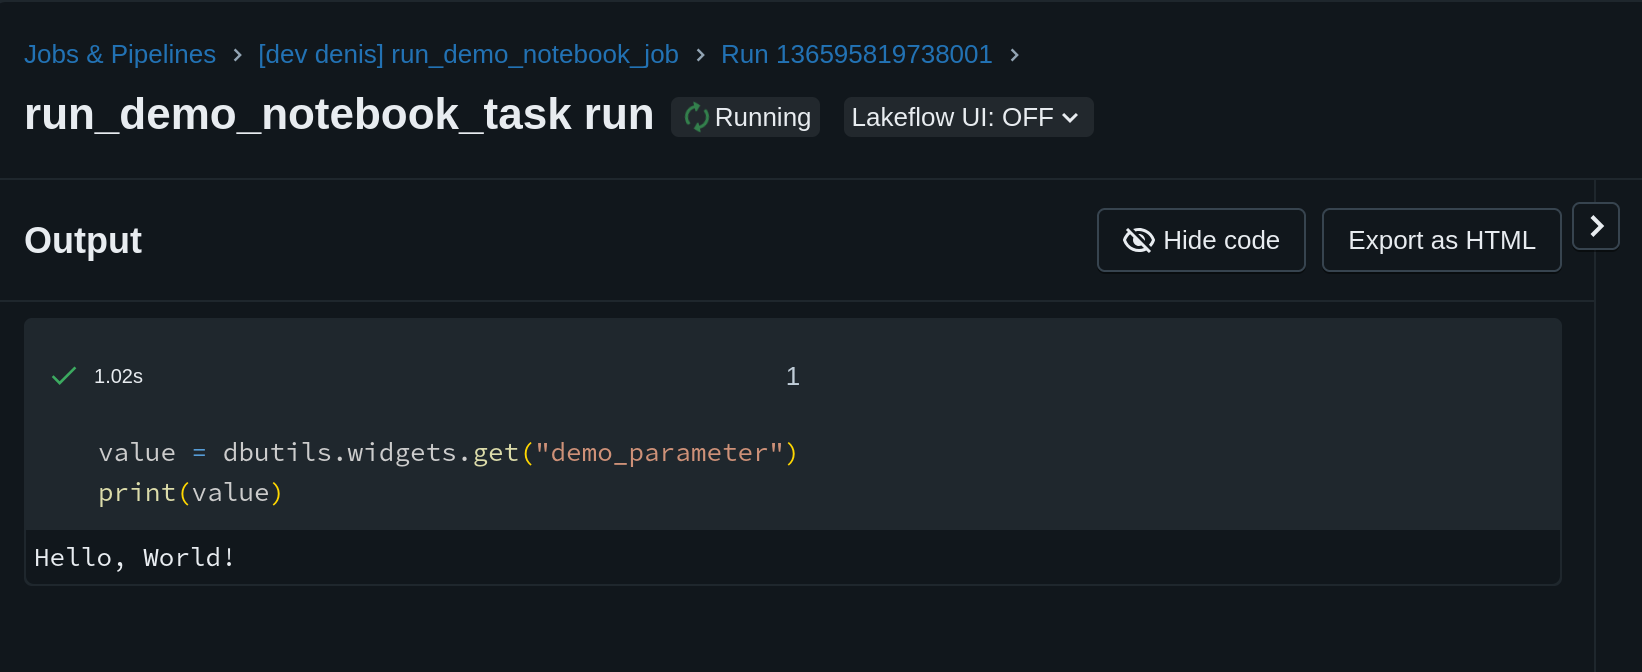 Jobs & Pipelines > [dev denis] run_demo_notebook_job > Run 136595819738001 >
run_demo_notebook_task run Running Lakeflow UI: OFF
Output Hide code Export as HTML
1.02s 1
value = dbutils.widgets.get("demo_parameter")
print(value)
Hello, World!